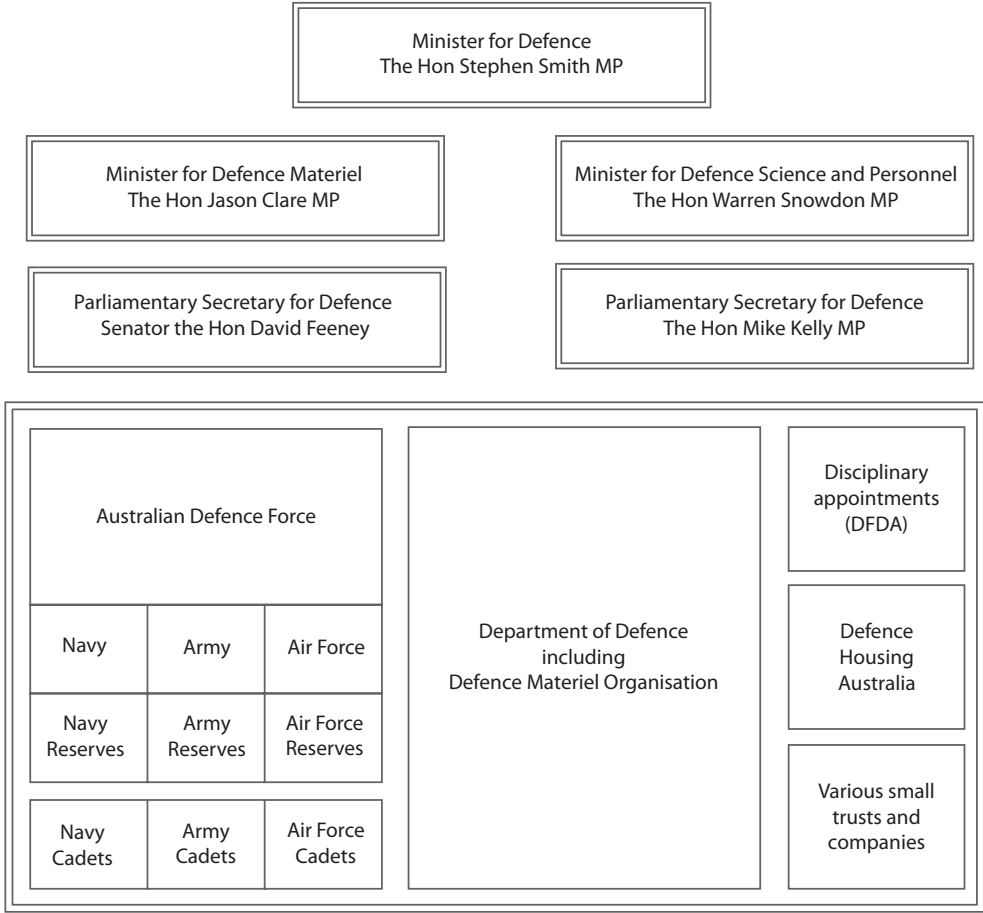 Minister for Defence
The Hon Stephen Smith MP
Minister for Defence Materiel
The Hon Jason Clare MP
Minister for Defence Science and Personnel
The Hon Warren Snowdon MP
Parliamentary Secretary for Defence
Senator the Hon David Feeney
Parliamentary Secretary for Defence
The Hon Mike Kelly MP
Australian Defence Force
Navy
Army
Air Force
Navy
Reserves
Army
Reserves
Air Force
Reserves
Navy
Cadets
Army
Cadets
Air Force
Cadets
Department of Defence
including
Defence Materiel Organisation
Disciplinary
appointments
(DFDA)
Defence
Housing
Australia
Various small
trusts and
companies